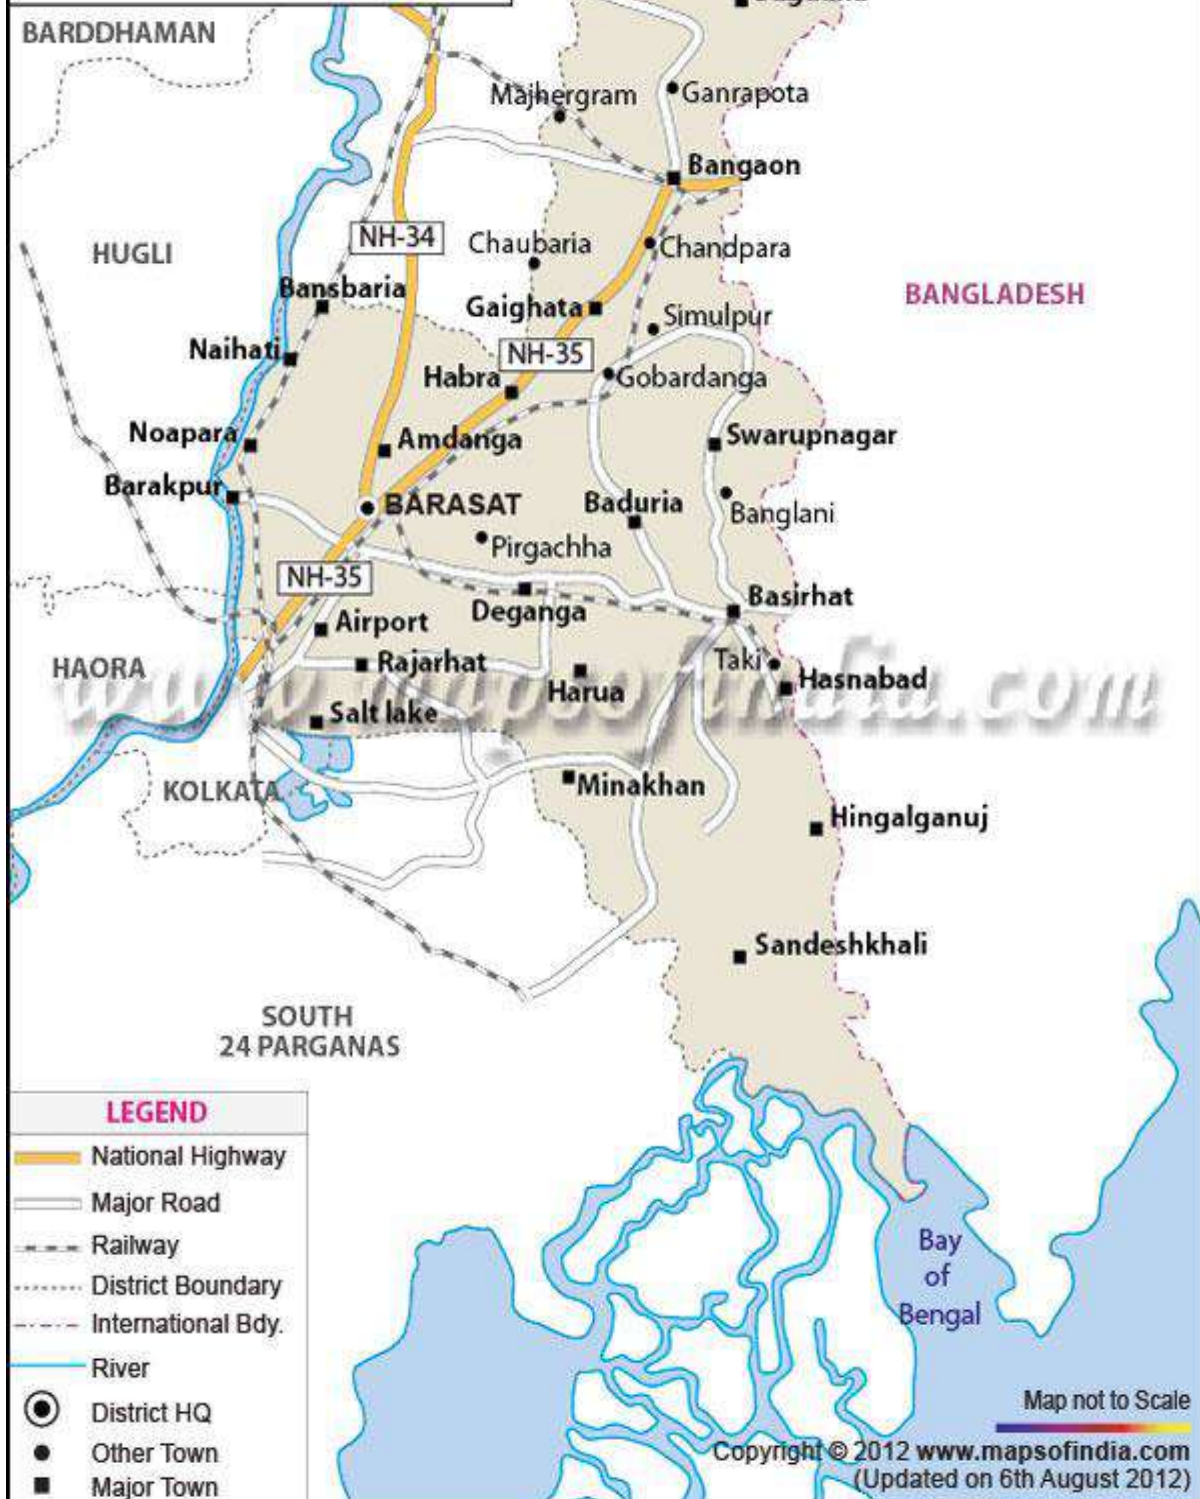 BARDDHAMAN
Majhergram
Ganrapota
Bangaon
NH-34
Chaubaria
Chandpara
HUGLI
Bansbaria
BANGLADESH
Gaighata
Simulpur
Naihati
NH-35
Habra
Gobardanga
Noapara
Amdanga
Swarupnagar
Barakpur
BARASAT
Baduria
Banglani
Pirgachha
NH-35
Deganga
Basirhat
Airport
HAORA
Rajarhat
Taki
Hasnabad
Harua
www.mapsofindia.com
Salt lake
KOLKATA
Minakhan
Hingalganuj
Sandeshkhali
SOUTH
24 PARGANAS
LEGEND
National Highway
Major Road
Railway
District Boundary
International Bdy.
River
District HQ
Other Town
Major Town
Bay
of
Bengal
Map not to Scale
Copyright © 2012 www.mapsofindia.com
(Updated on 6th August 2012)